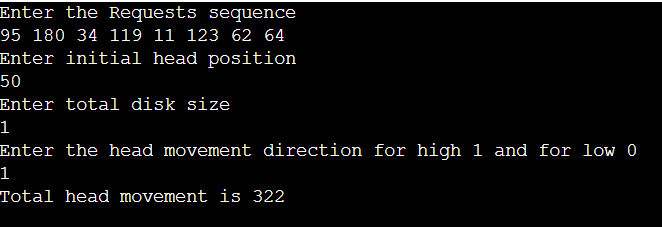 Enter the Requests sequence
95 180 34 119 11 123 62 64
Enter initial head position
50
Enter total disk size
1
Enter the head movement direction for high 1 and for low 0
1
Total head movement is 322